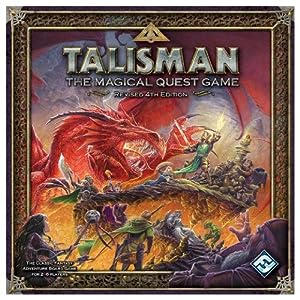 TALISMAN
THE MAGICAL QUEST GAME
REVISED 4TH EDITION
THE CLASSIC FANTASY
ADVENTURE BOARD GAME
FOR 2-6 PLAYERS